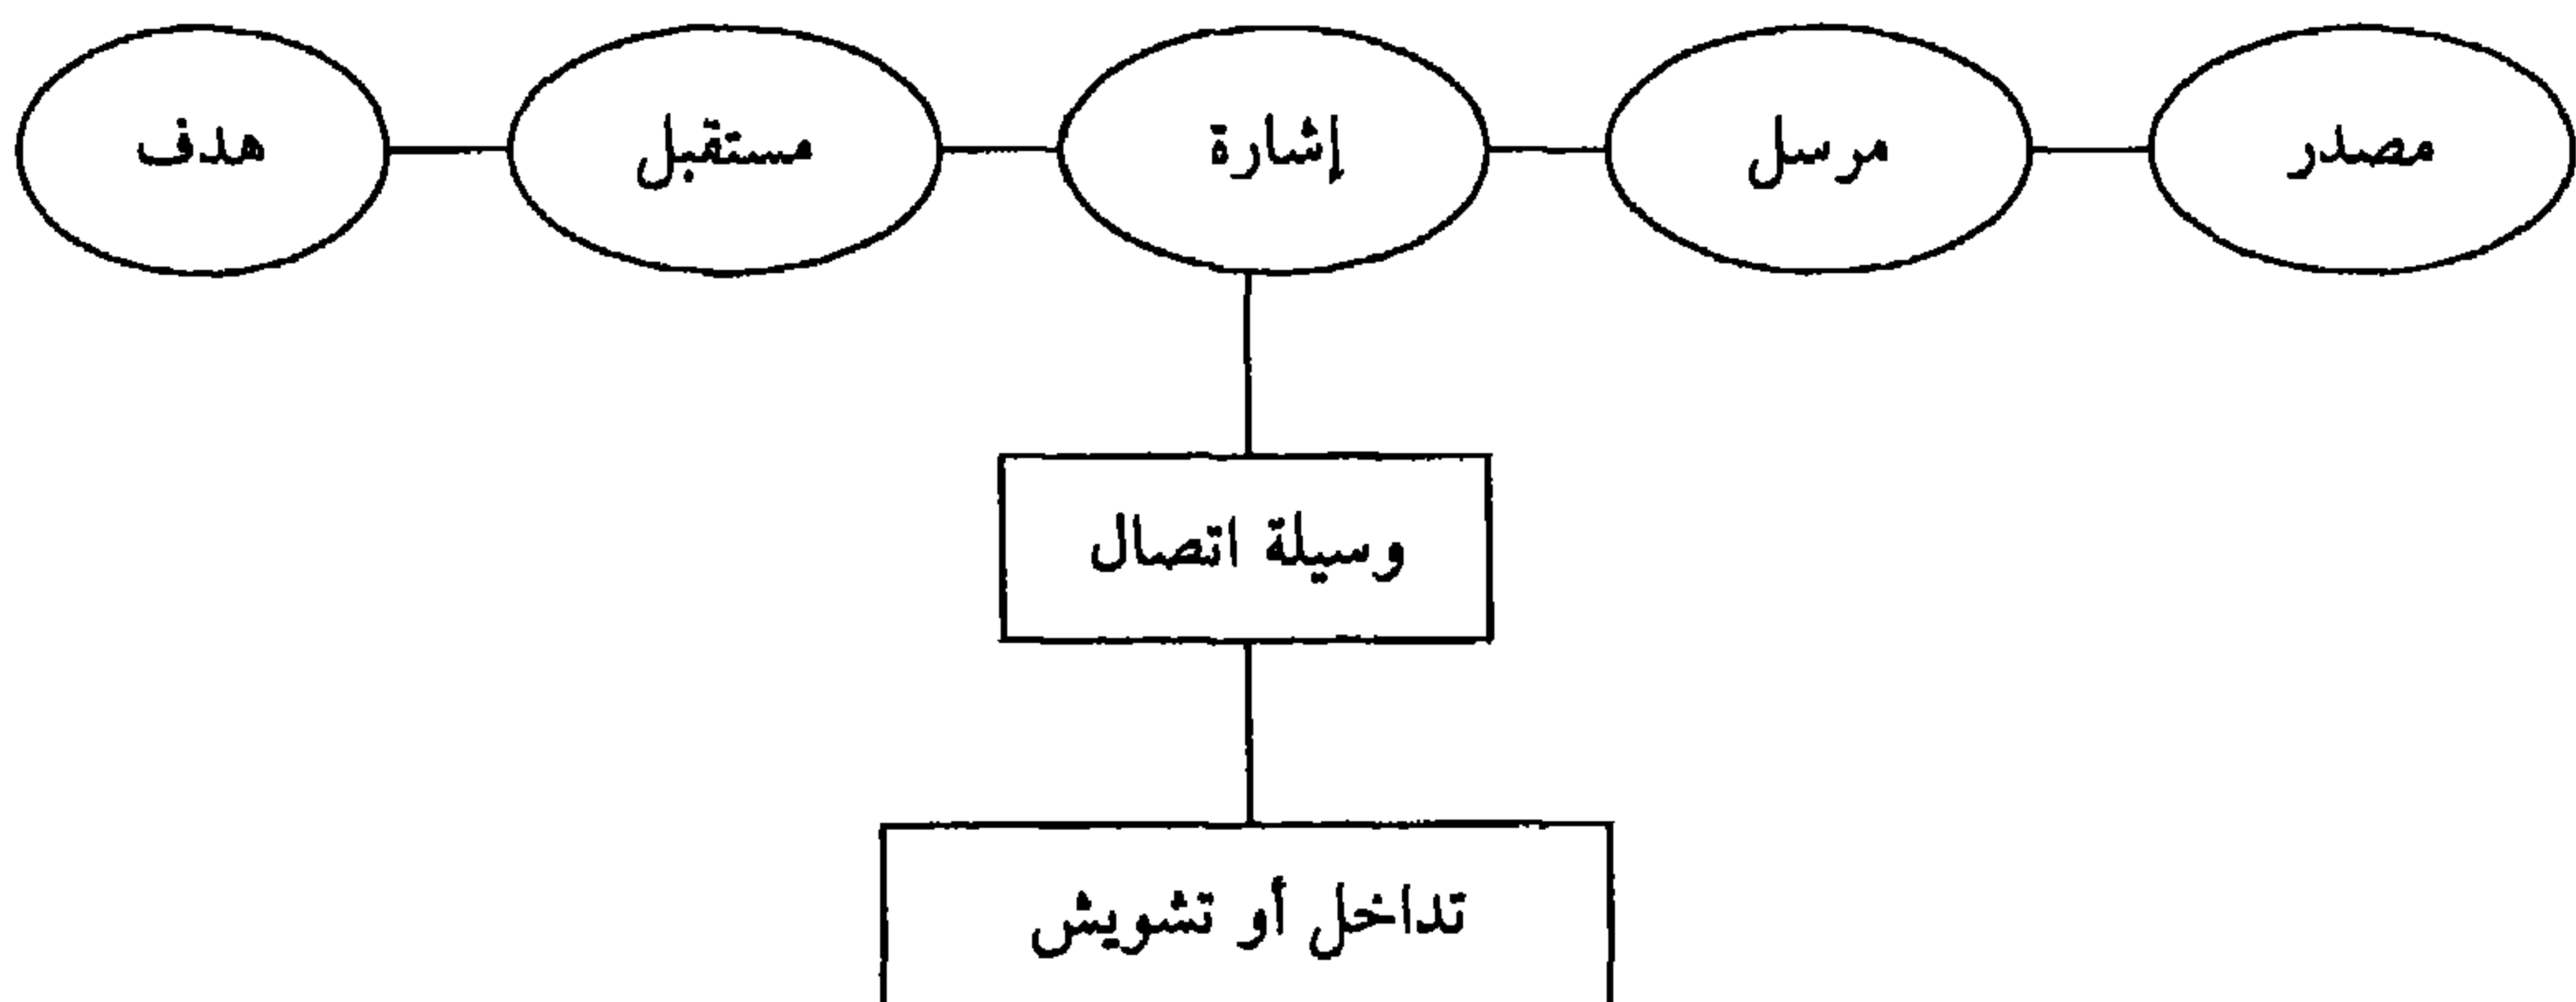 مصدر
مرسل
إشارة
مستقبل
هدف
وسيلة اتصال
تداخل أو تشويش